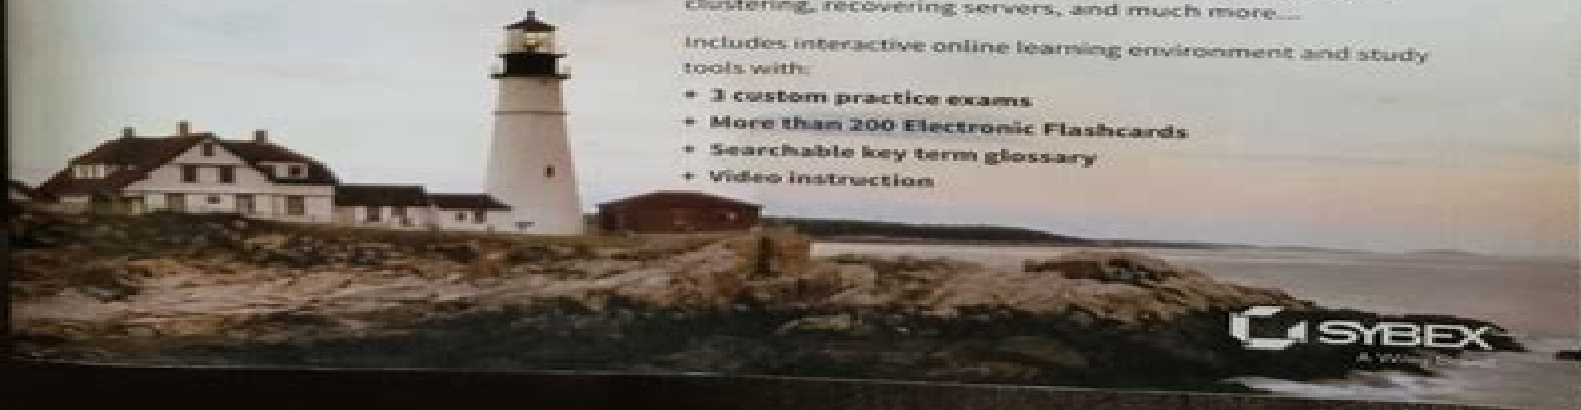 clustering, recovering servers, and much more...
Includes interactive online learning environment and study
tools with:
• 3 custom practice exams
• More than 200 Electronic Flashcards
• Searchable key term glossary
• Video instruction
SYBEX
A